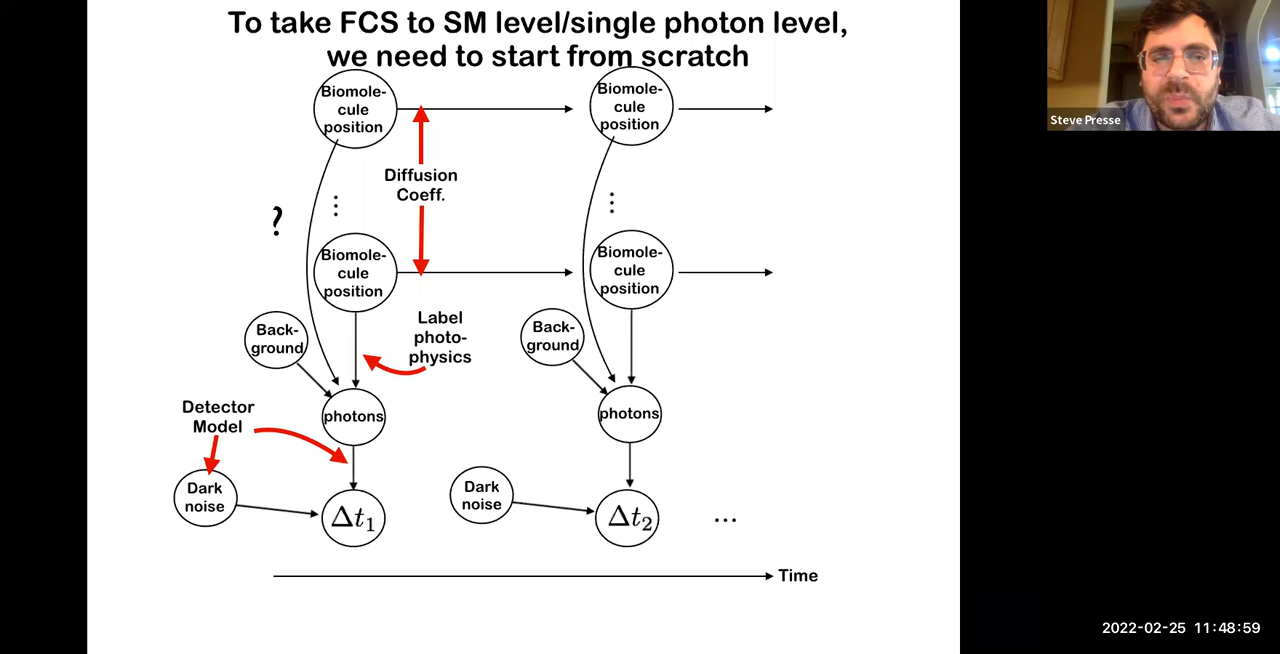 To take FCS to SM level/single photon level,
we need to start from scratch
Biomole-
cule
position
Biomole-
cule
position
Diffusion
Coeff.
?
⋮
⋮
Biomole-
cule
position
Biomole-
cule
position
Label
photo-
physics
Back-
ground
Back-
ground
photons
photons
Detector
Model
Dark
noise
Δt₁
Dark
noise
Δt₂
...
Time
Steve Presse
2022-02-25 11:48:59